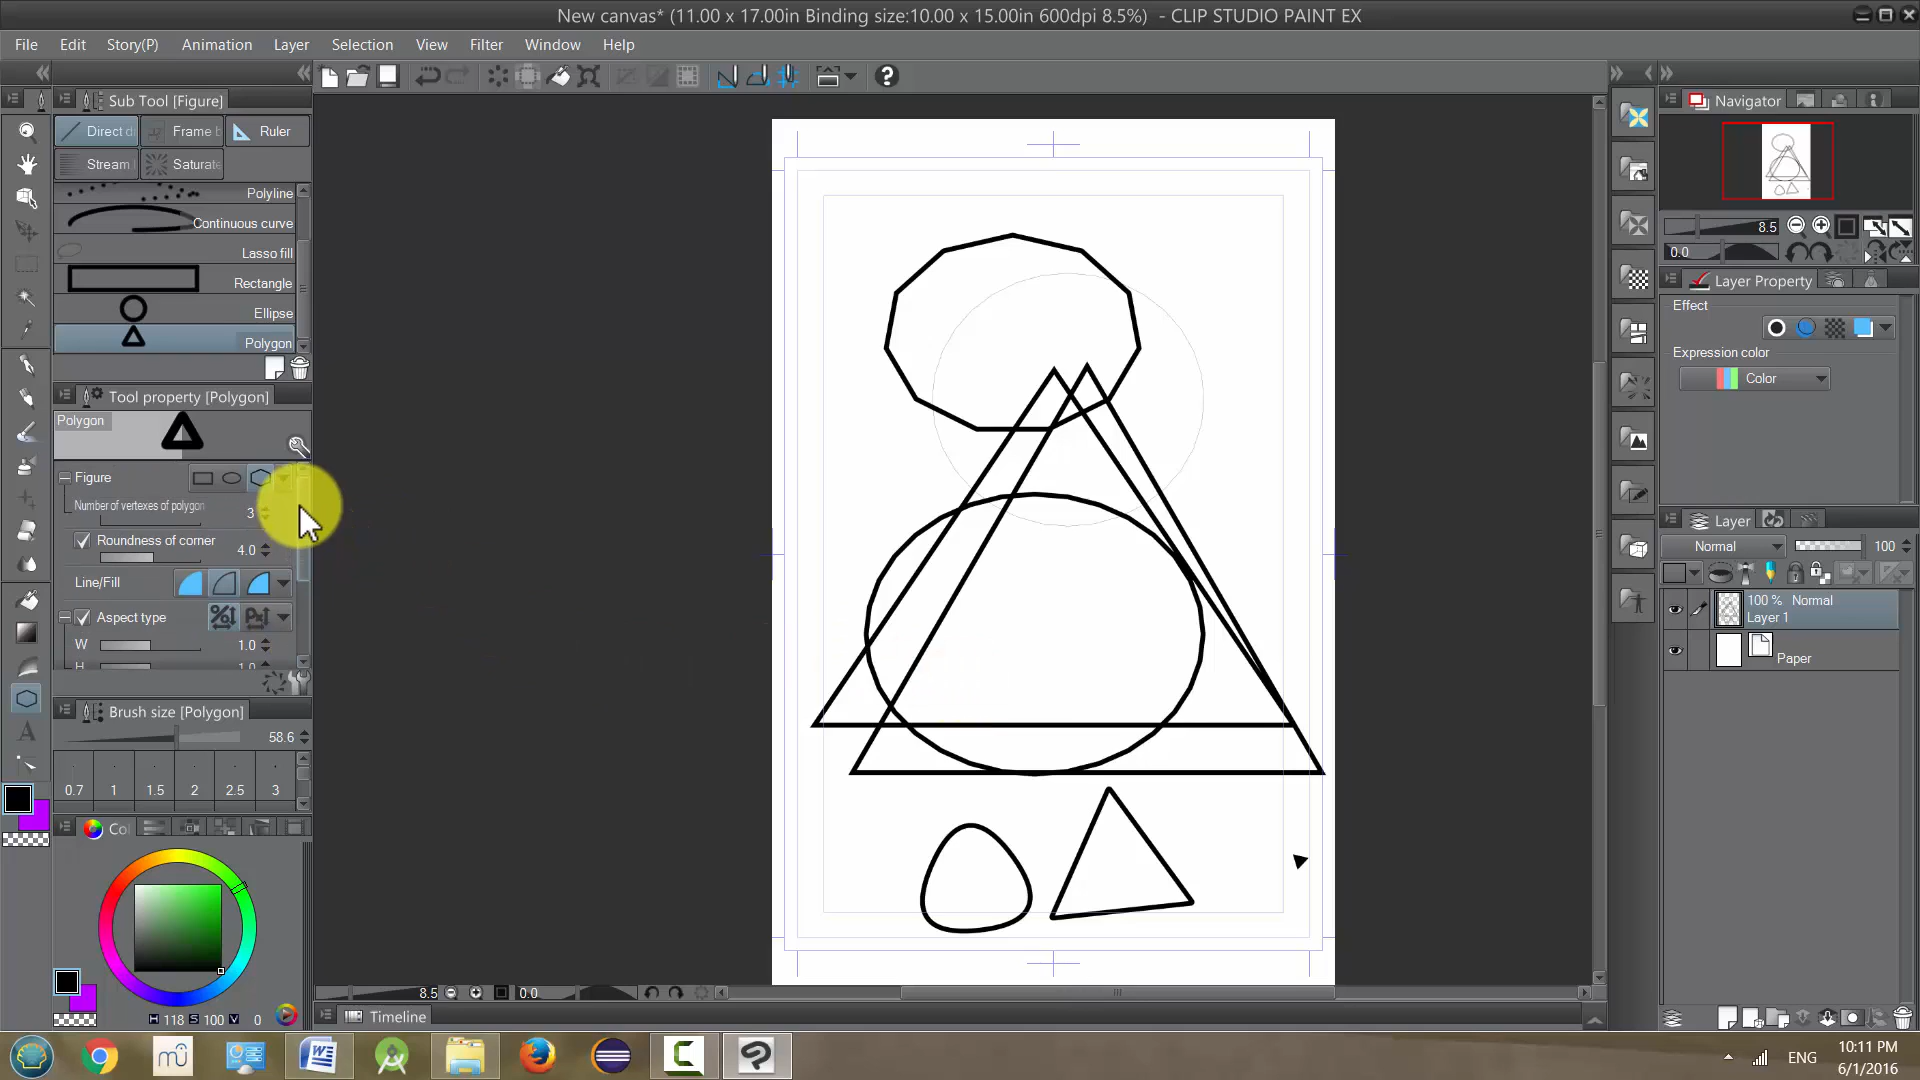 New canvas* (11.00 x 17.00in Binding size:10.00 x 15.00in 600dpi 8.5%) - CLIP STUDIO PAINT EX
File Edit Story(P) Animation Layer Selection View Filter Window Help
Sub Tool [Figure]
Direct d Frame b Ruler
Stream Saturate
Polyline
Continuous curve
Lasso fill
Rectangle
Ellipse
Polygon
Tool property [Polygon]
Polygon
Figure
Number of vertexes of polygon
3
Roundness of corner
4.0
Line/Fill
Aspect type
W 1.0
H 1.0
Brush size [Polygon]
58.6
0.7 1 1.5 2 2.5 3
Col
H 118 S 100 V 0
8.5 0.0
Timeline
Navigator
8.5
0.0
Layer Property
Effect
Expression color
Color
Layer
Normal 100
100 % Normal
Layer 1
Paper
ENG
10:11 PM
6/1/2016